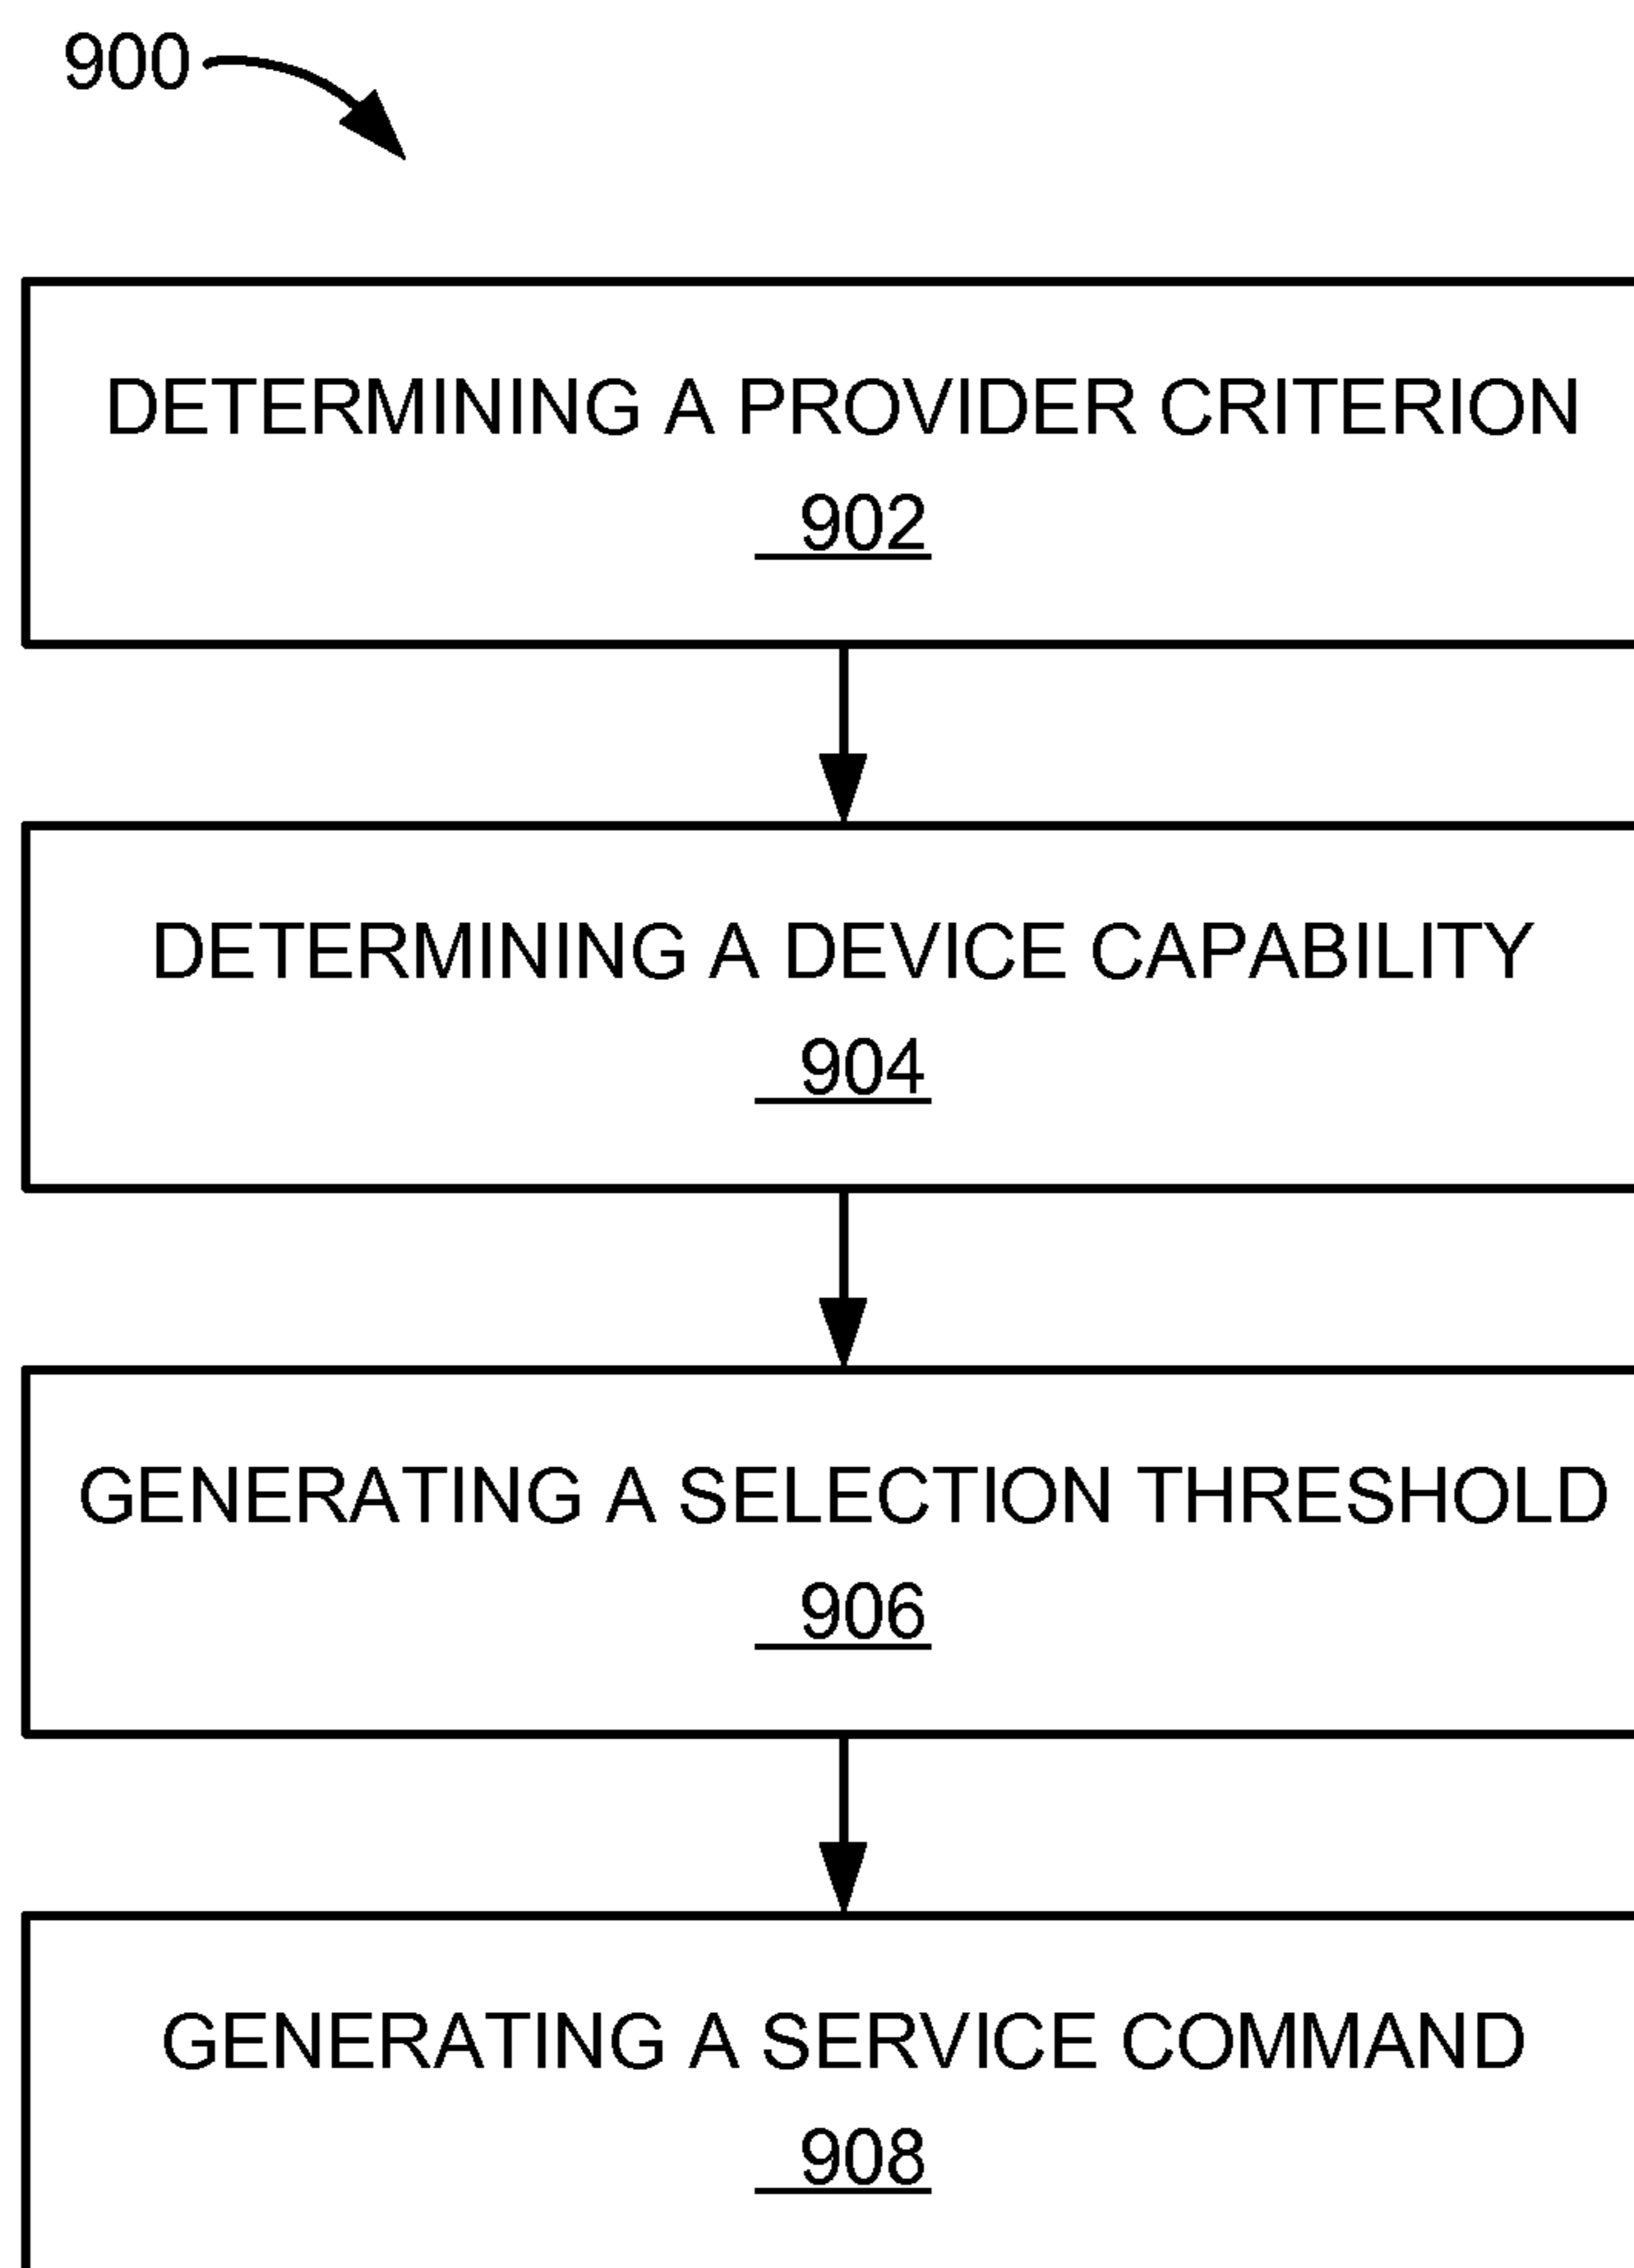 900
DETERMINING A PROVIDER CRITERION
902
DETERMINING A DEVICE CAPABILITY
904
GENERATING A SELECTION THRESHOLD
906
GENERATING A SERVICE COMMAND
908